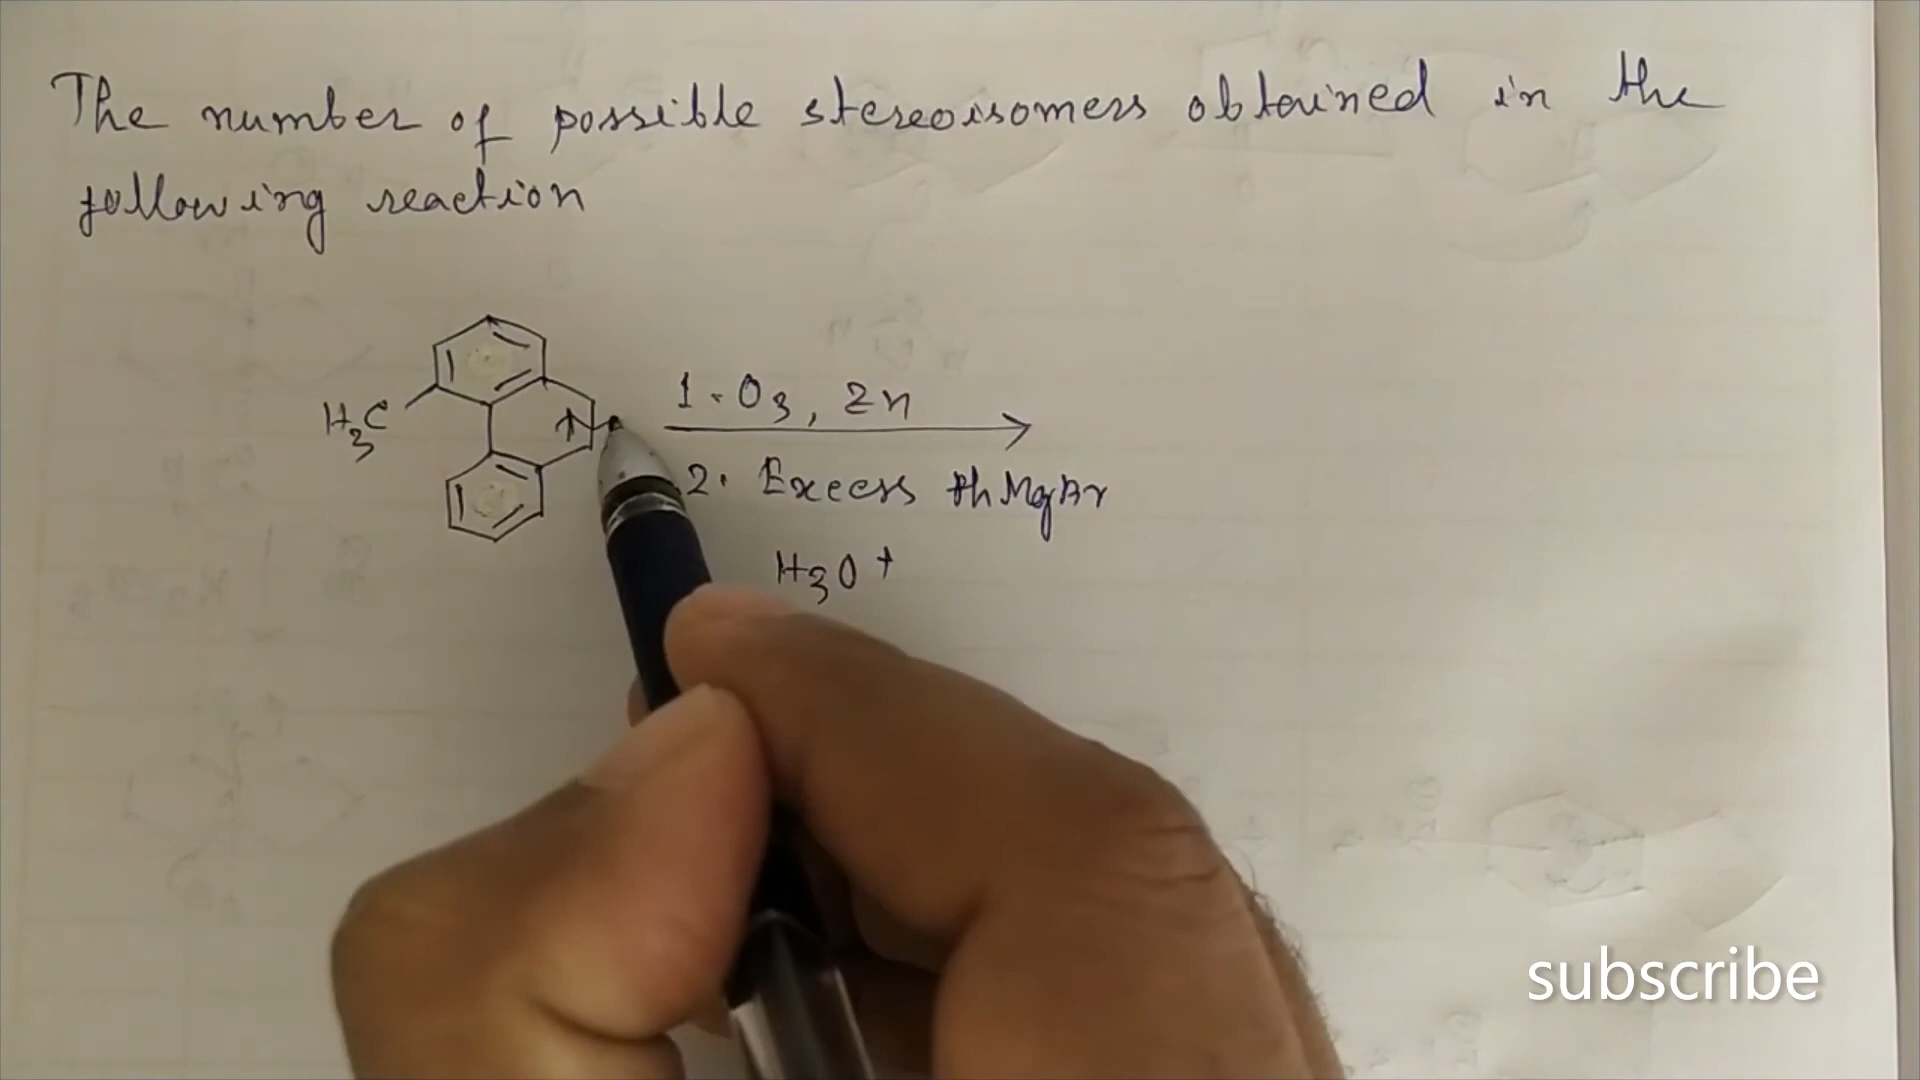 The number of possible stereoisomers obtained in the
following reaction
H3C
1. O3, Zn
2. Excess PhMgBr
H3O+
subscribe